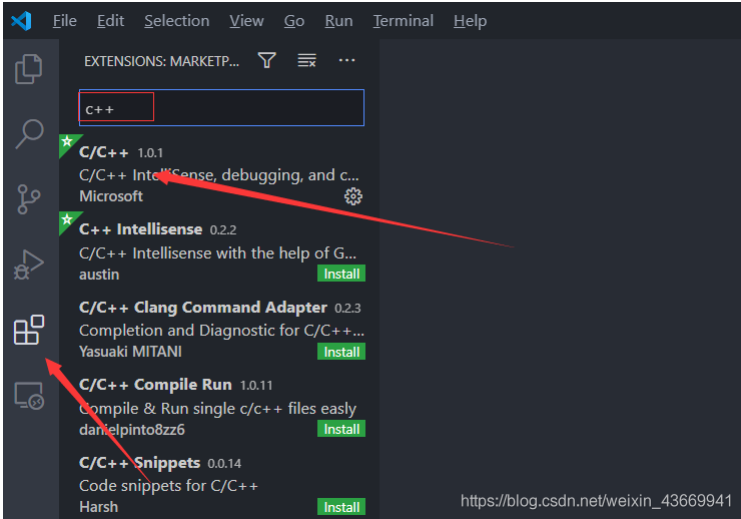 File Edit Selection View Go Run Terminal Help
EXTENSIONS: MARKETP...
c++
C/C++ 1.0.1
C/C++ IntelliSense, debugging, and c...
Microsoft
C++ Intellisense 0.2.2
C/C++ Intellisense with the help of G...
austin Install
C/C++ Clang Command Adapter 0.2.3
Completion and Diagnostic for C/C++...
Yasuaki MITANI Install
C/C++ Compile Run 1.0.11
Compile & Run single c/c++ files easly
danielpinto8zz6 Install
C/C++ Snippets 0.0.14
Code snippets for C/C++
Harsh Install
https://blog.csdn.net/weixin_43669941